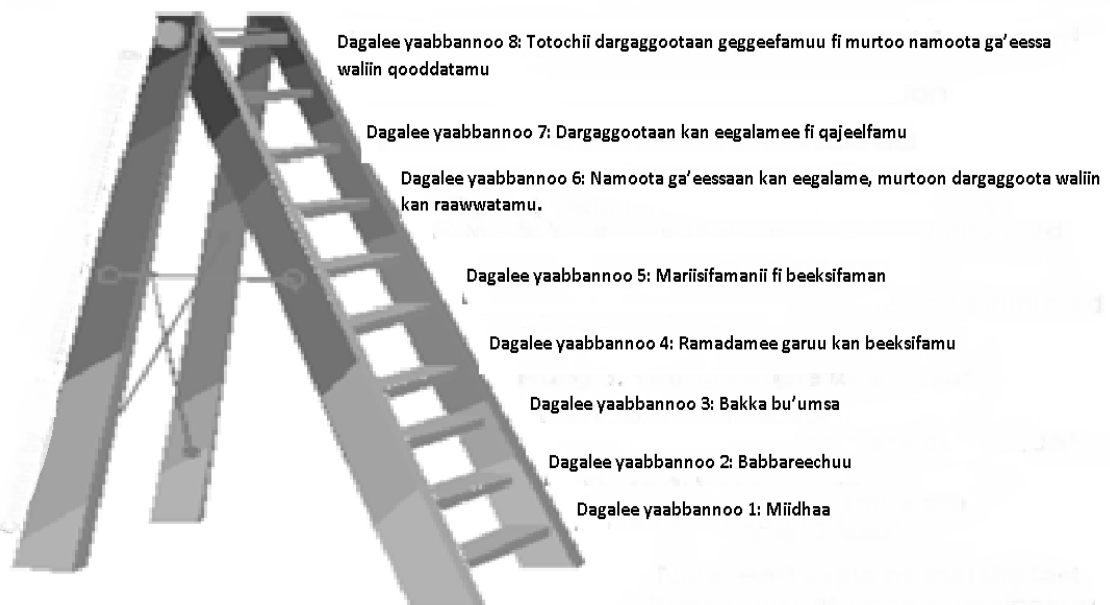 Dagalee yaabbannoo 8: Totochii dargaggootaan geggeefamuu fi murtoo namoota ga'eessa
waliin qooddatamu
Dagalee yaabbannoo 7: Dargaggootaan kan eegalamee fi qajeelfamu
Dagalee yaabbannoo 6: Namoota ga'eessaan kan eegalame, murtoon dargaggoota waliin
kan raawwatamu.
Dagalee yaabbannoo 5: Mariisifamanii fi beeksifaman
Dagalee yaabbannoo 4: Ramadamee garuu kan beeksifamu
Dagalee yaabbannoo 3: Bakka bu'umsa
Dagalee yaabbannoo 2: Babbareechuu
Dagalee yaabbannoo 1: Miidhaa